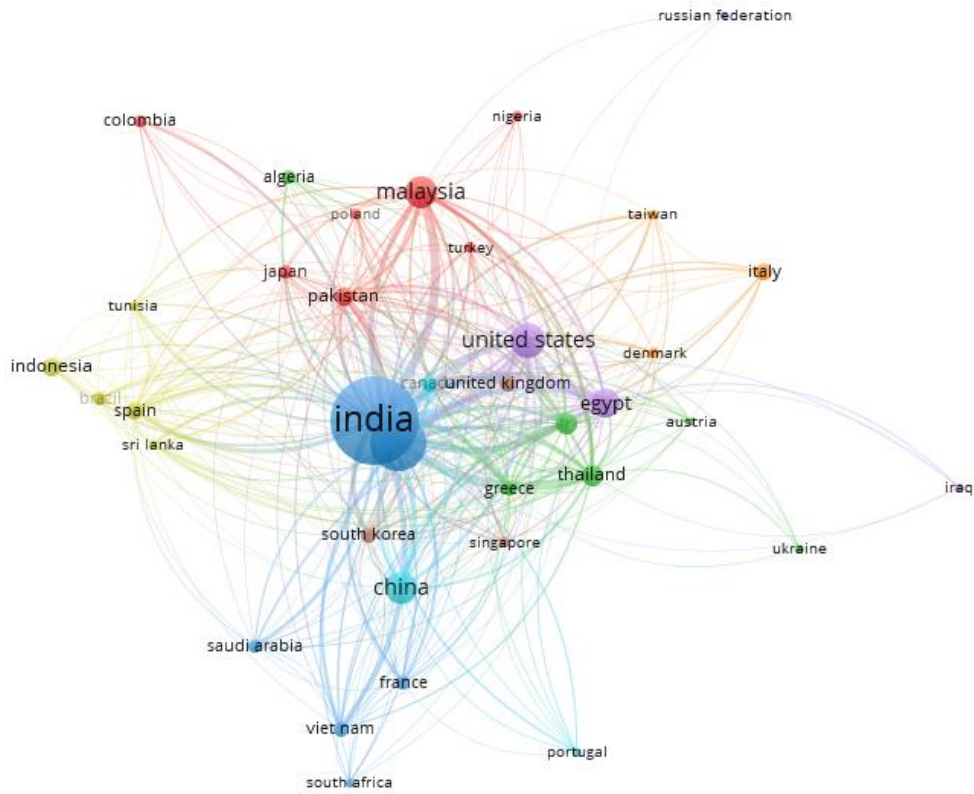 russian federation
colombia
nigeria
algeria
malaysia
poland
taiwan
turkey
japan
italy
pakistan
tunisia
united states
denmark
indonesia
united kingdom
brazil
egypt
spain
india
austria
sri lanka
thailand
greece
iraq
south korea
singapore
ukraine
china
saudi arabia
france
viet nam
portugal
south africa